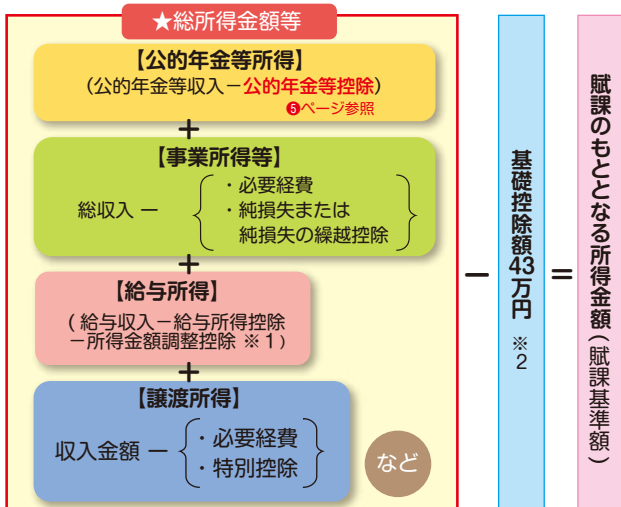 ★総所得金額等
【公的年金等所得】
(公的年金等収入－公的年金等控除)
❺ページ参照
＋
【事業所得等】
総収入 －
・必要経費
・純損失または
純損失の繰越控除
＋
【給与所得】
(給与収入－給与所得控除
－所得金額調整控除 ※1)
＋
【譲渡所得】
収入金額 －
・必要経費
・特別控除
など
－
基礎控除額43万円 ※2
＝
賦課のもととなる所得金額(賦課基準額)